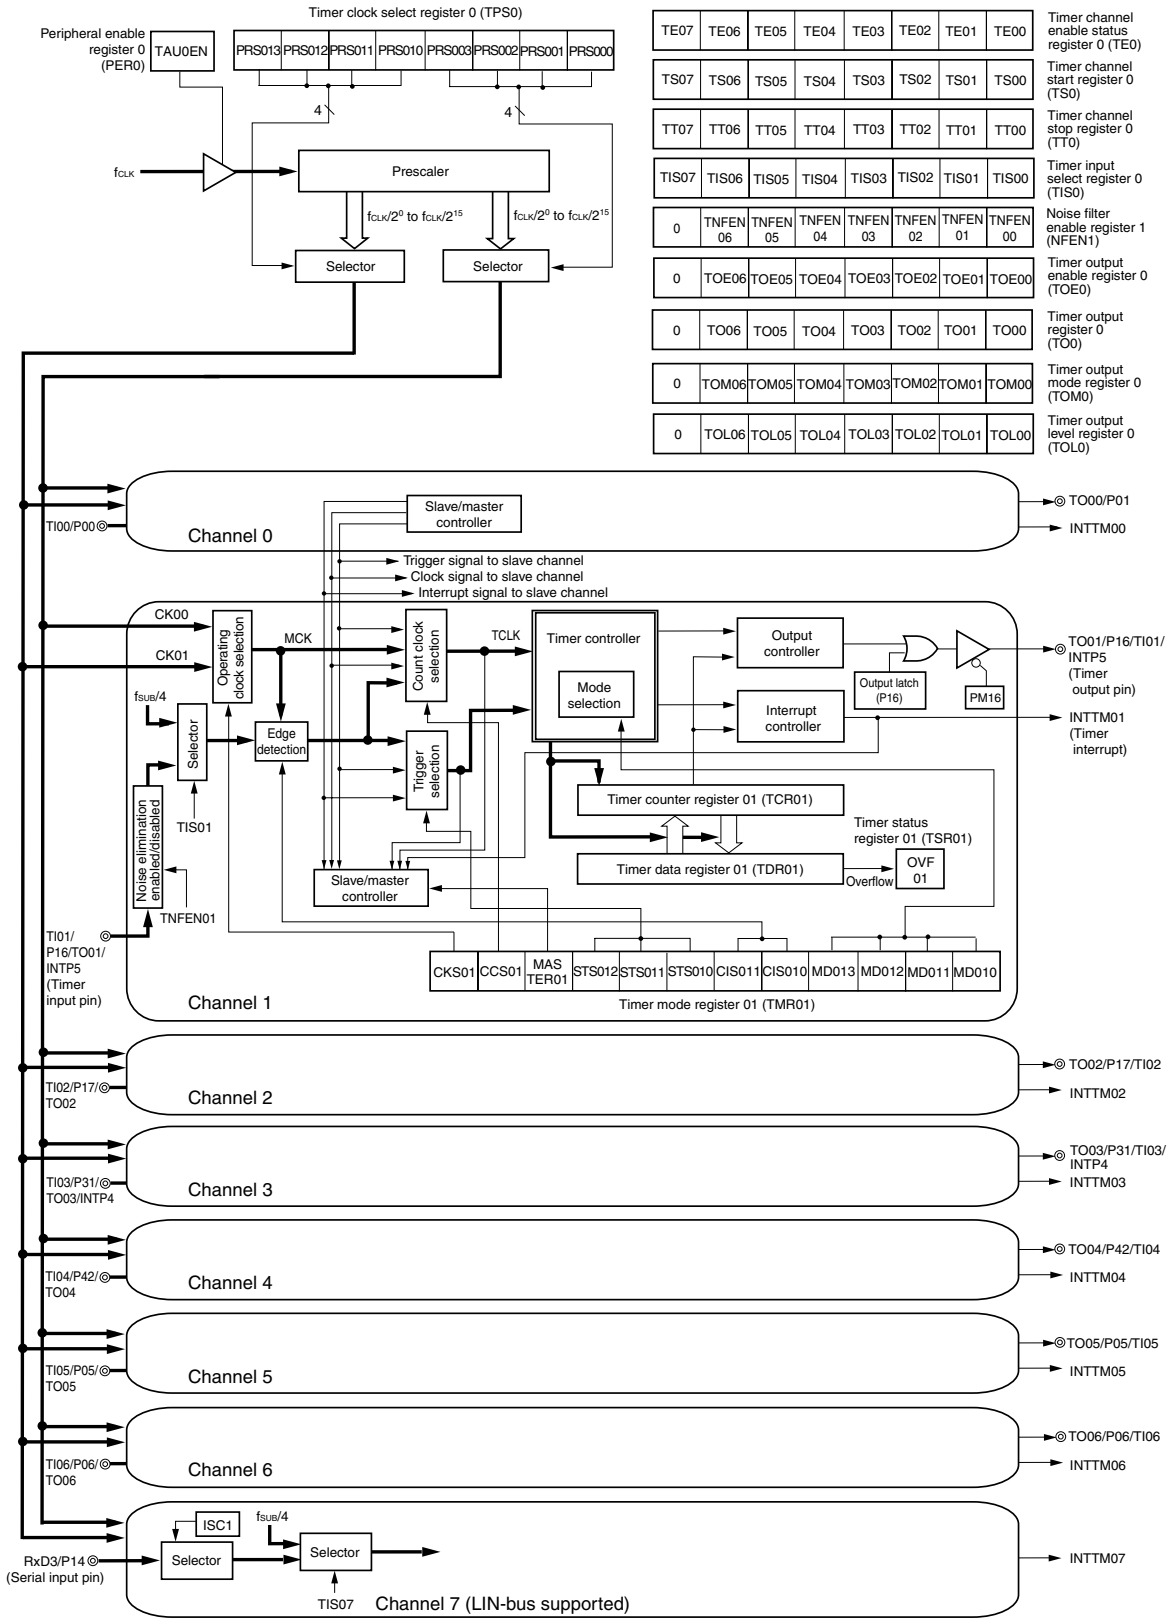 Timer clock select register 0 (TPS0)
Peripheral enable
register 0
(PER0)
TAU0EN
PRS013 PRS012 PRS011 PRS010 PRS003 PRS002 PRS001 PRS000
4
4
fCLK
Prescaler
fCLK/2⁰ to fCLK/2¹⁵
fCLK/2⁰ to fCLK/2¹⁵
Selector
Selector
TE07 TE06 TE05 TE04 TE03 TE02 TE01 TE00
Timer channel
enable status
register 0 (TE0)
TS07 TS06 TS05 TS04 TS03 TS02 TS01 TS00
Timer channel
start register 0
(TS0)
TT07 TT06 TT05 TT04 TT03 TT02 TT01 TT00
Timer channel
stop register 0
(TT0)
TIS07 TIS06 TIS05 TIS04 TIS03 TIS02 TIS01 TIS00
Timer input
select register 0
(TIS0)
0 TNFEN06 TNFEN05 TNFEN04 TNFEN03 TNFEN02 TNFEN01 TNFEN00
Noise filter
enable register 1
(NFEN1)
0 TOE06 TOE05 TOE04 TOE03 TOE02 TOE01 TOE00
Timer output
enable register 0
(TOE0)
0 TO06 TO05 TO04 TO03 TO02 TO01 TO00
Timer output
register 0
(TO0)
0 TOM06 TOM05 TOM04 TOM03 TOM02 TOM01 TOM00
Timer output
mode register 0
(TOM0)
0 TOL06 TOL05 TOL04 TOL03 TOL02 TOL01 TOL00
Timer output
level register 0
(TOL0)
TI00/P00
Channel 0
Slave/master
controller
TO00/P01
INTTM00
Trigger signal to slave channel
Clock signal to slave channel
Interrupt signal to slave channel
CK00
CK01
Operating
clock selection
MCK
Count clock
selection
TCLK
Timer controller
Mode
selection
Output
controller
Output latch
(P16)
PM16
TO01/P16/TI01/
INTP5
(Timer
output pin)
Interrupt
controller
INTTM01
(Timer
interrupt)
fSUB/4
Selector
TIS01
Edge
detection
Trigger
selection
Noise elimination
enabled/disabled
TNFEN01
Timer counter register 01 (TCR01)
Timer data register 01 (TDR01)
Timer status
register 01 (TSR01)
Overflow
OVF
01
Slave/master
controller
TI01/
P16/TO01/
INTP5
(Timer
input pin)
CKS01 CCS01 MASTER01 STS012 STS011 STS010 CIS011 CIS010 MD013 MD012 MD011 MD010
Timer mode register 01 (TMR01)
Channel 1
TI02/P17/
TO02
Channel 2
TO02/P17/TI02
INTTM02
TI03/P31/
TO03/INTP4
Channel 3
TO03/P31/TI03/
INTP4
INTTM03
TI04/P42/
TO04
Channel 4
TO04/P42/TI04
INTTM04
TI05/P05/
TO05
Channel 5
TO05/P05/TI05
INTTM05
TI06/P06/
TO06
Channel 6
TO06/P06/TI06
INTTM06
RxD3/P14
(Serial input pin)
ISC1
Selector
fSUB/4
Selector
TIS07
Channel 7 (LIN-bus supported)
INTTM07